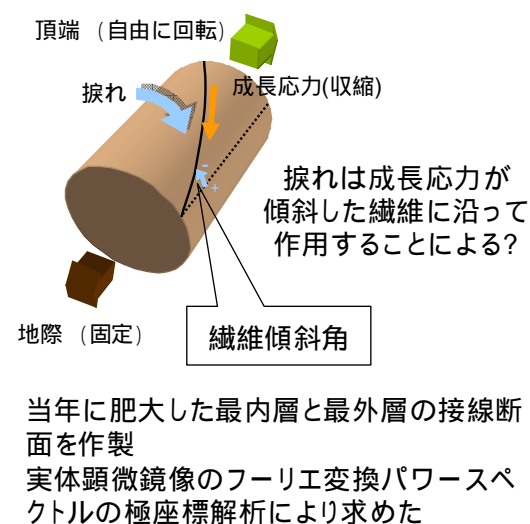 頂端 (自由に回転)
成長応力(収縮)
捩れ
-
+
捩れは成長応力が
傾斜した繊維に沿って
作用することによる?
地際 (固定)
繊維傾斜角
当年に肥大した最内層と最外層の接線断
面を作製
実体顕微鏡像のフーリエ変換パワースペ
クトルの極座標解析により求めた